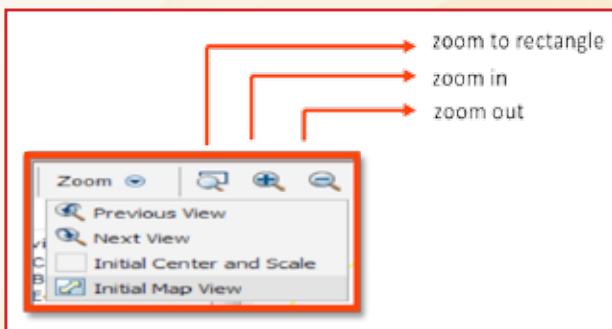 zoom to rectangle
zoom in
zoom out
Zoom
Previous View
Next View
Initial Center and Scale
Initial Map View